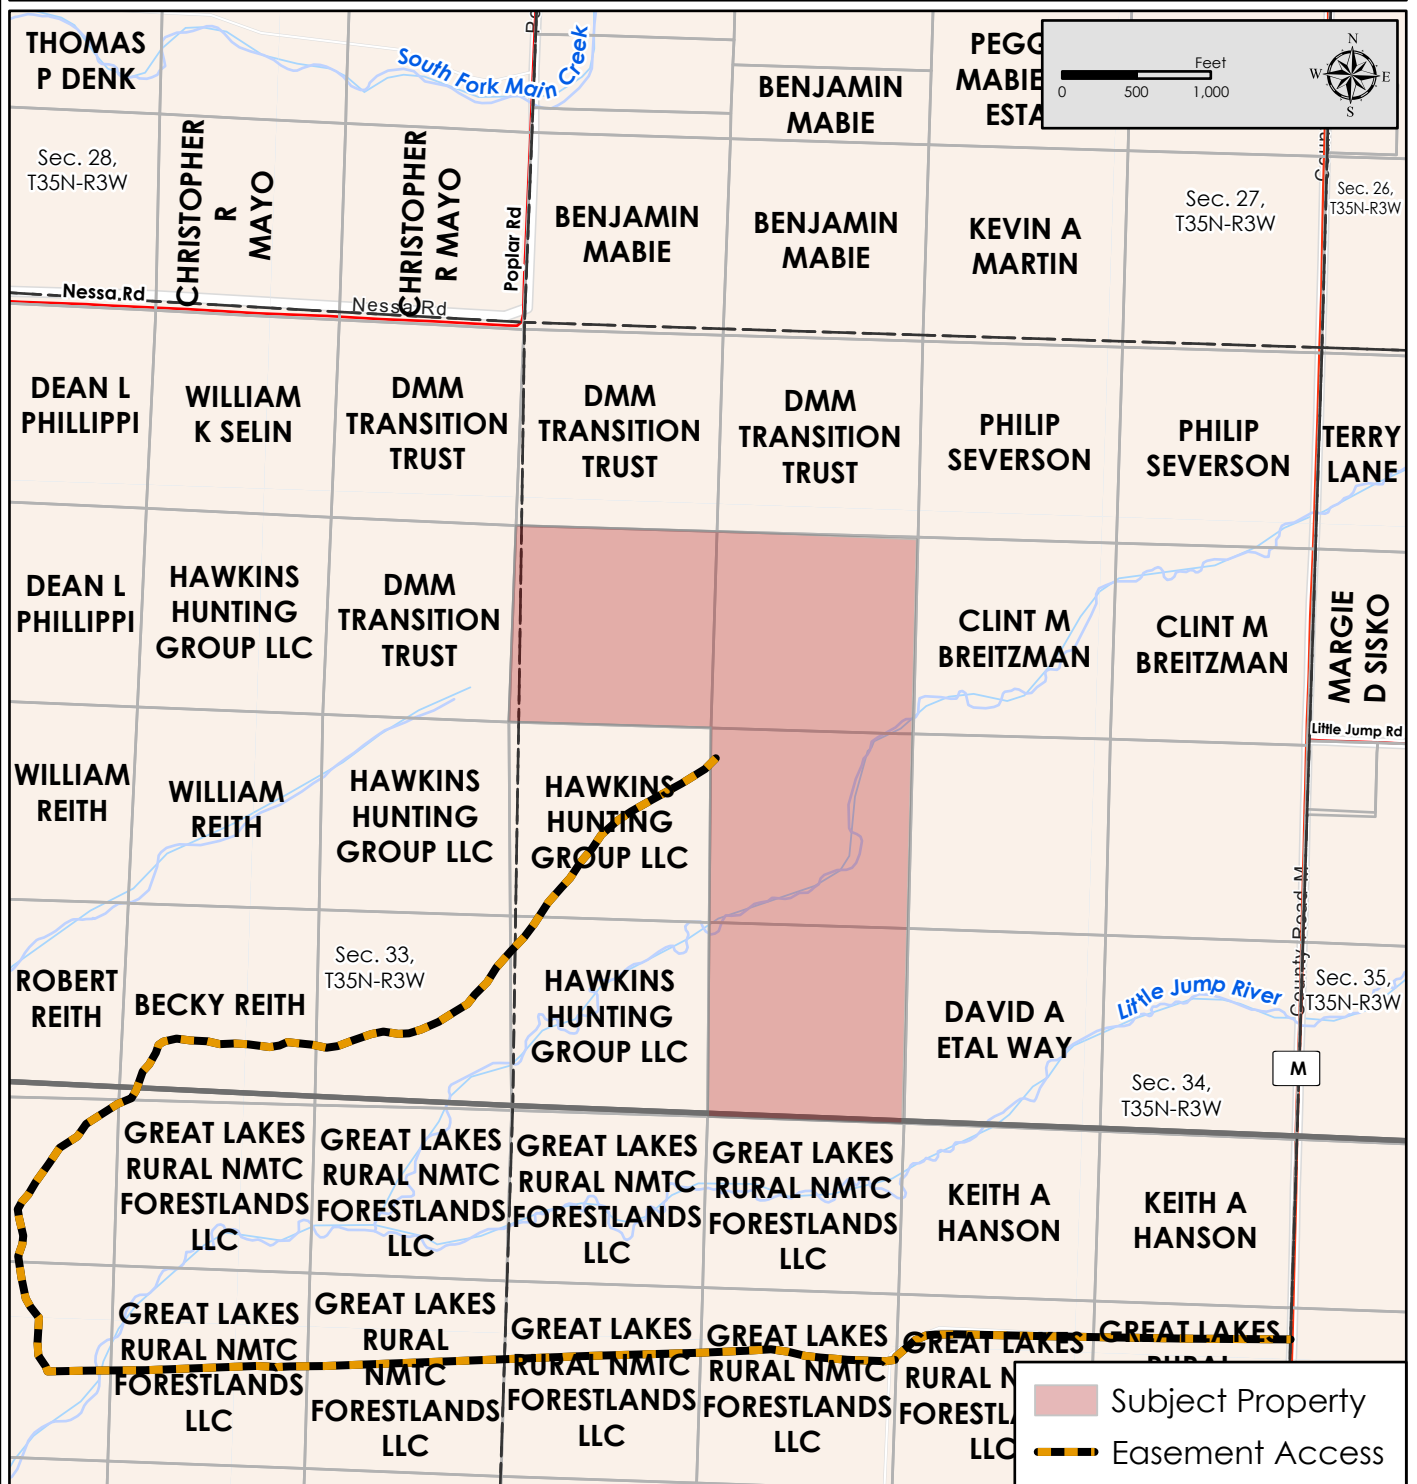 THOMAS
P DENK
South Fork Main Creek
BENJAMIN
MABIE
PEGG
MABIE
ESTA
Feet
0 500 1,000
N
W E
S
Sec. 28,
T35N-R3W
CHRISTOPHER
R
MAYO
CHRISTOPHER
R MAYO
Poplar Rd
BENJAMIN
MABIE
BENJAMIN
MABIE
KEVIN A
MARTIN
Sec. 27,
T35N-R3W
Sec. 26,
T35N-R3W
Nessa Rd
Nessa Rd
DEAN L
PHILLIPPI
WILLIAM
K SELIN
DMM
TRANSITION
TRUST
DMM
TRANSITION
TRUST
DMM
TRANSITION
TRUST
PHILIP
SEVERSON
PHILIP
SEVERSON
TERRY
LANE
DEAN L
PHILLIPPI
HAWKINS
HUNTING
GROUP LLC
DMM
TRANSITION
TRUST
CLINT M
BREITZMAN
CLINT M
BREITZMAN
MARGIE
D SISKO
Little Jump Rd
WILLIAM
REITH
WILLIAM
REITH
HAWKINS
HUNTING
GROUP LLC
HAWKINS
HUNTING
GROUP LLC
County Road M
ROBERT
REITH
BECKY REITH
Sec. 33,
T35N-R3W
HAWKINS
HUNTING
GROUP LLC
DAVID A
ETAL WAY
Little Jump River
Sec. 35,
T35N-R3W
M
Sec. 34,
T35N-R3W
GREAT LAKES
RURAL NMTC
FORESTLANDS
LLC
GREAT LAKES
RURAL NMTC
FORESTLANDS
LLC
GREAT LAKES
RURAL NMTC
FORESTLANDS
LLC
GREAT LAKES
RURAL NMTC
FORESTLANDS
LLC
KEITH A
HANSON
KEITH A
HANSON
GREAT LAKES
RURAL NMTC
FORESTLANDS
LLC
GREAT LAKES
RURAL
NMTC
FORESTLANDS
LLC
GREAT LAKES
RURAL NMTC
FORESTLANDS
LLC
GREAT LAKES
RURAL NMTC
FORESTLANDS
LLC
GREAT LAKES
RURAL N
FORESTLA
LLC
GREAT LAKES
RURAL
Subject Property
Easement Access